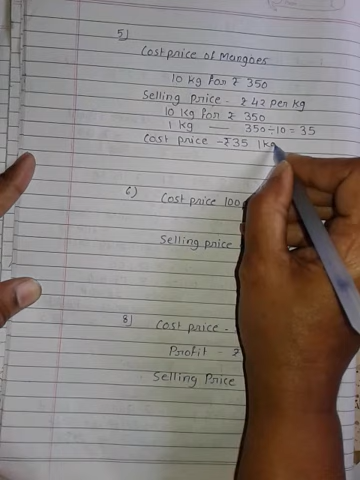 5)
Cost price of Mangoes
10 kg for ₹ 350
Selling price - ₹ 42 per kg
10 kg for ₹ 350
1 kg — 350÷10 = 35
Cost price - ₹35 1kg
6)
Cost price 100
Selling price
8)
Cost price -
Profit - ₹
Selling Price